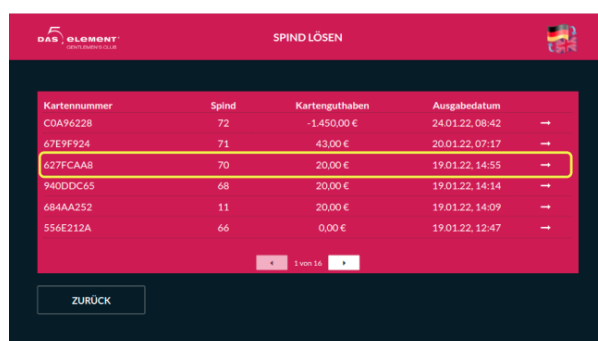 DAS 5 eLement
GENTLEMEN'S CLUB
SPIND LÖSEN
Kartennummer Spind Kartenguthaben Ausgabedatum
C0A96228 72 -1.450,00 € 24.01.22, 08:42 →
67E9F924 71 43,00 € 20.01.22, 07:17 →
627FCAA8 70 20,00 € 19.01.22, 14:55 →
940DDC65 68 20,00 € 19.01.22, 14:14 →
684AA252 11 20,00 € 19.01.22, 14:09 →
556E212A 66 0,00 € 19.01.22, 12:47 →
1 von 16
ZURÜCK